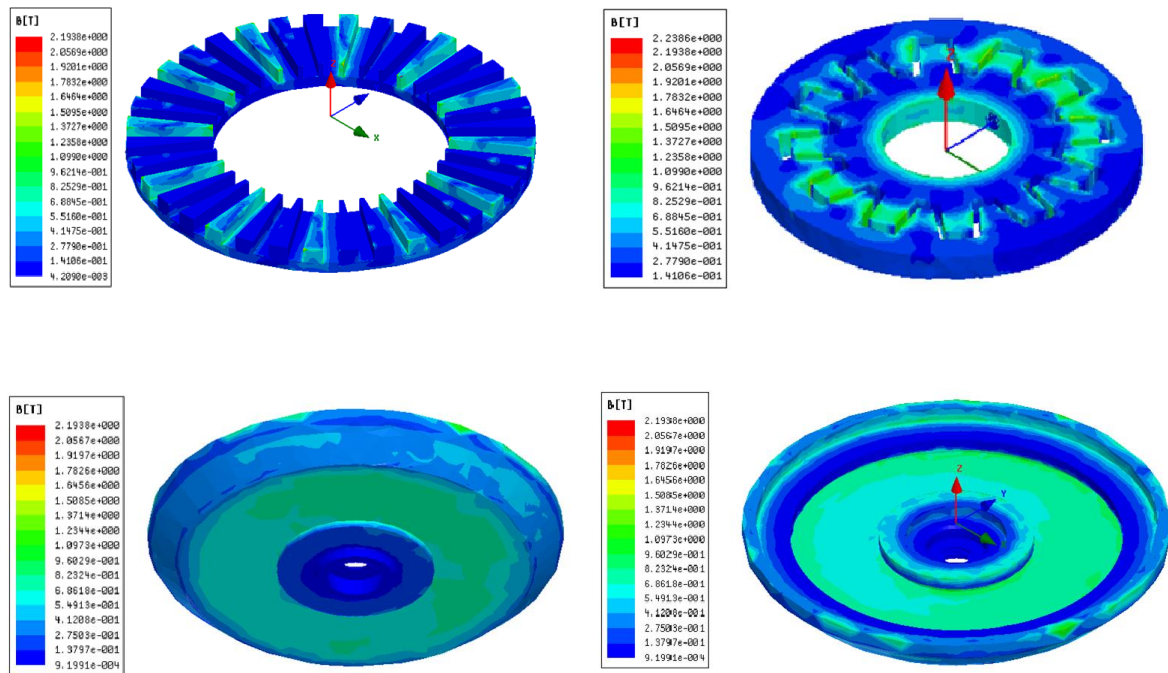 B[T]
2.1938e+000
2.0569e+000
1.9201e+000
1.7832e+000
1.6464e+000
1.5095e+000
1.3727e+000
1.2358e+000
1.0990e+000
9.6214e-001
8.2529e-001
6.8845e-001
5.5160e-001
4.1475e-001
2.7790e-001
1.4106e-001
4.2090e-003
X
B[T]
2.2386e+000
2.1938e+000
2.0569e+000
1.9201e+000
1.7832e+000
1.6464e+000
1.5095e+000
1.3727e+000
1.2358e+000
1.0990e+000
9.6214e-001
8.2529e-001
6.8845e-001
5.5160e-001
4.1475e-001
2.7790e-001
1.4106e-001
B[T]
2.1938e+000
2.0567e+000
1.9197e+000
1.7826e+000
1.6456e+000
1.5085e+000
1.3714e+000
1.2344e+000
1.0973e+000
9.6029e-001
8.2324e-001
6.8618e-001
5.4913e-001
4.1208e-001
2.7503e-001
1.3797e-001
9.1991e-004
B[T]
2.1938e+000
2.0567e+000
1.9197e+000
1.7826e+000
1.6456e+000
1.5085e+000
1.3714e+000
1.2344e+000
1.0973e+000
9.6029e-001
8.2324e-001
6.8618e-001
5.4913e-001
4.1208e-001
2.7503e-001
1.3797e-001
9.1991e-004
Z
Y